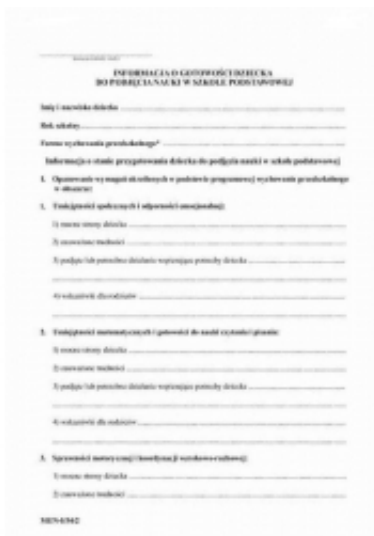 INFORMACJA O GOTOWOŚCI DZIECKA
DO PODJĘCIA NAUKI W SZKOLE PODSTAWOWEJ
Imię i nazwisko dziecka
Rok szkolny
Forma wychowania przedszkolnego*
Informacja o stanie przygotowania dziecka do podjęcia nauki w szkole podstawowej
I. Opanowanie wymagań określonych w podstawie programowej wychowania przedszkolnego
w obszarze:
1. Umiejętności społecznych i odporności emocjonalnej:
1) mocne strony dziecka
2) zauważone trudności
3) podjęte lub potrzebne działania wspierające potrzeby dziecka
4) wskazówki dla rodziców
2. Umiejętności matematycznych i gotowości do nauki czytania i pisania:
1) mocne strony dziecka
2) zauważone trudności
3) podjęte lub potrzebne działania wspierające potrzeby dziecka
4) wskazówki dla rodziców
3. Sprawności motorycznej i koordynacji wzrokowo-ruchowej:
1) mocne strony dziecka
2) zauważone trudności